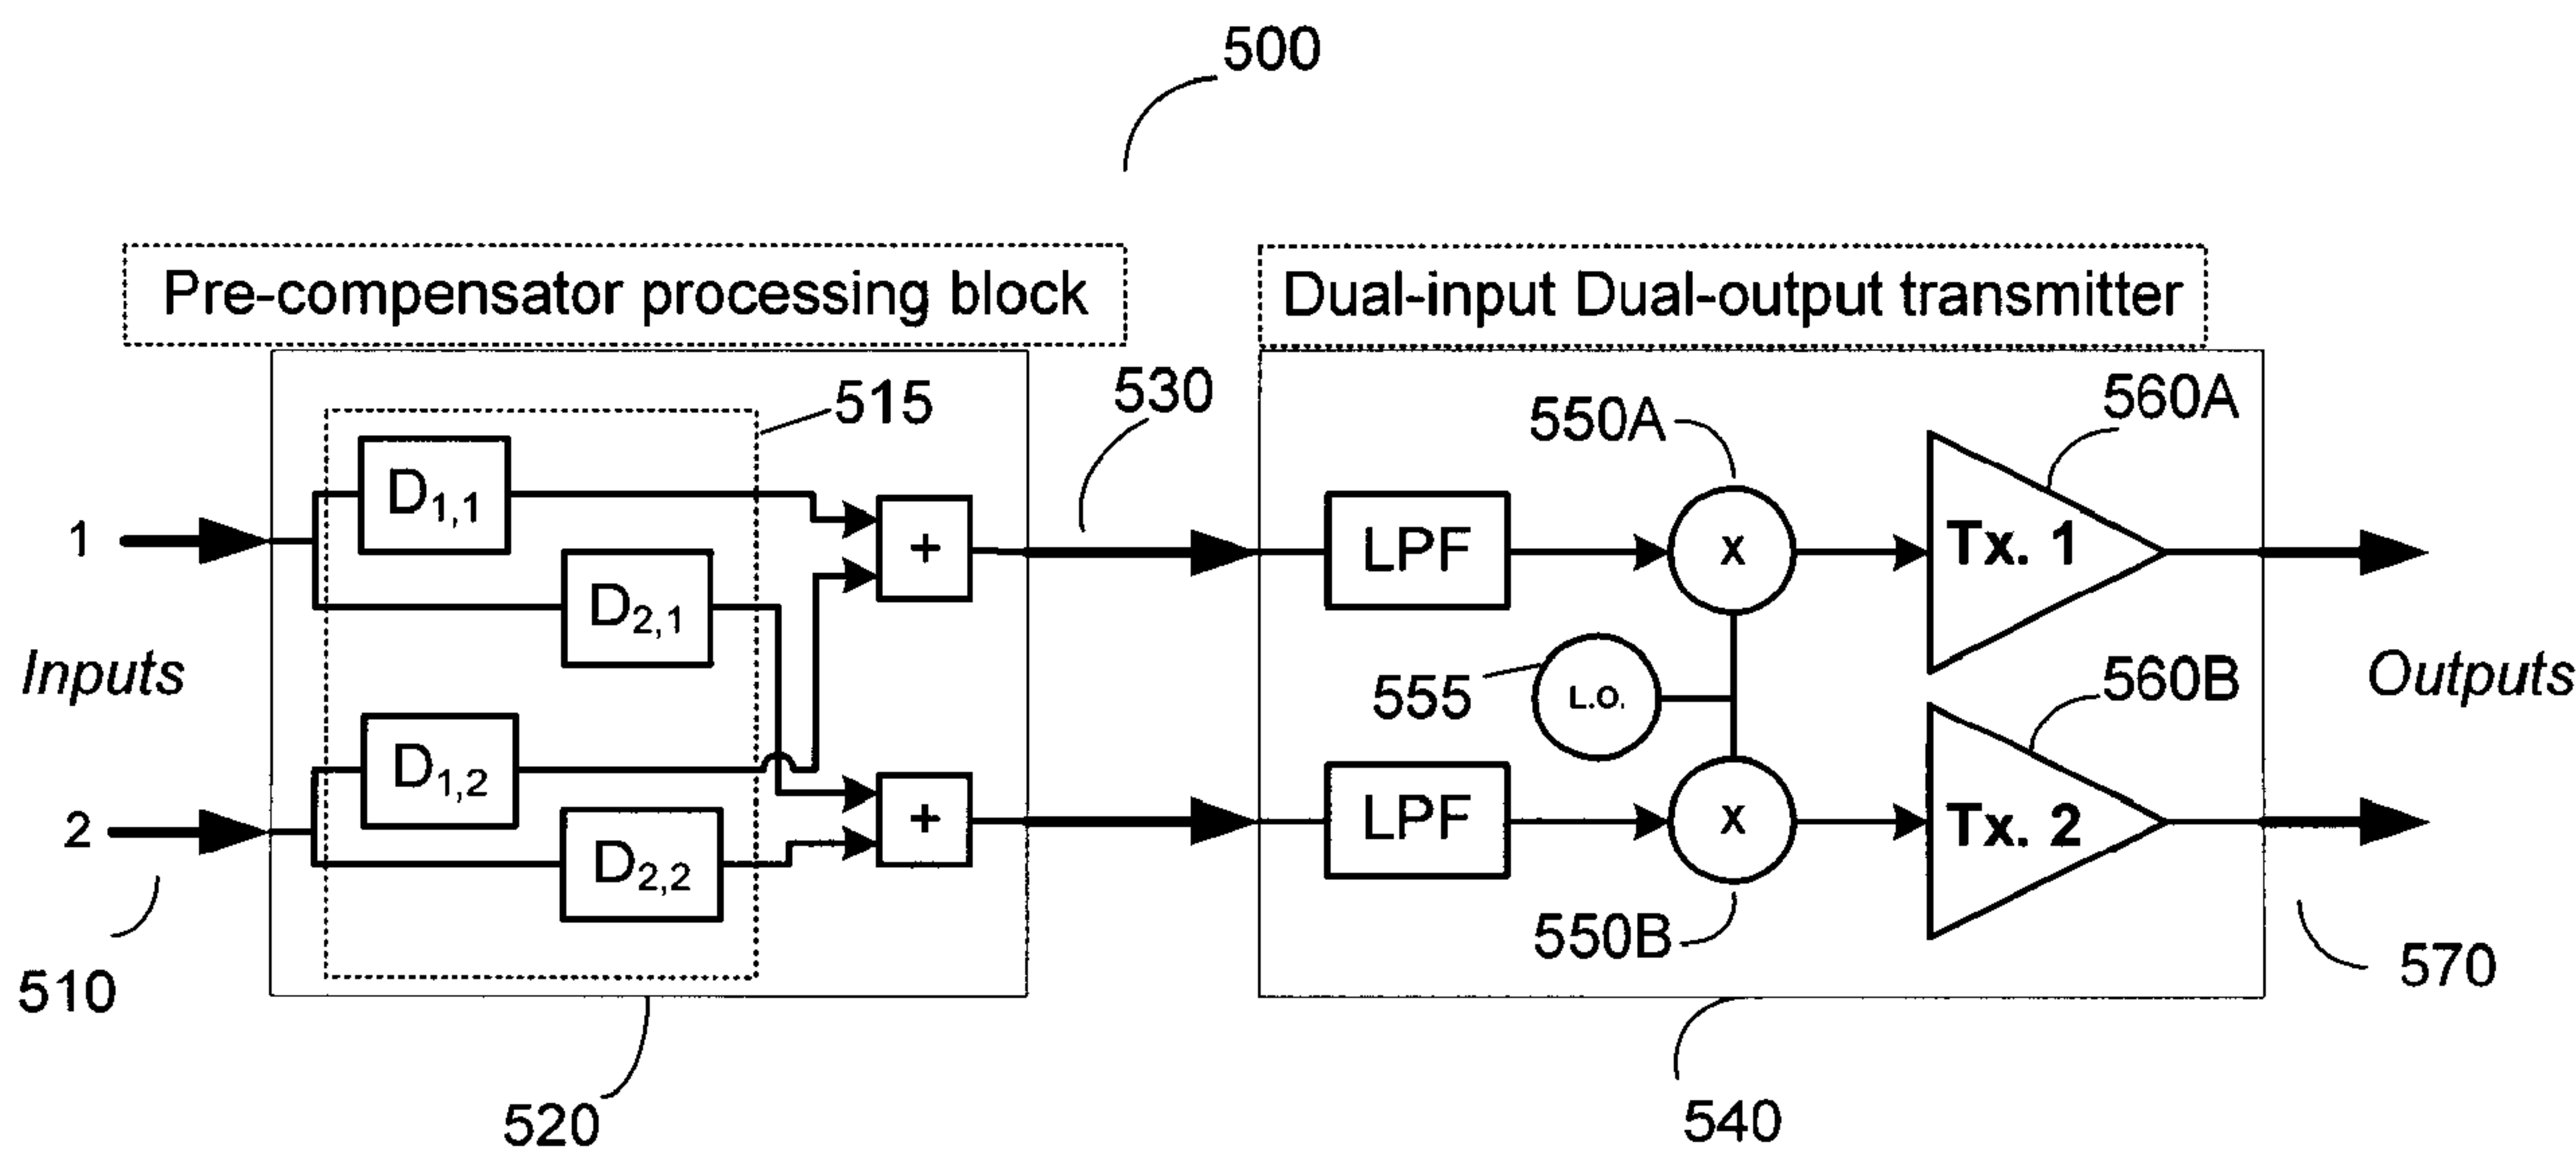 500
Pre-compensator processing block
Dual-input Dual-output transmitter
515
530
550A
560A
D1,1
1
+
LPF
x
Tx. 1
D2,1
Inputs
555
L.O.
560B
Outputs
D1,2
2
+
LPF
x
Tx. 2
D2,2
550B
510
570
520
540